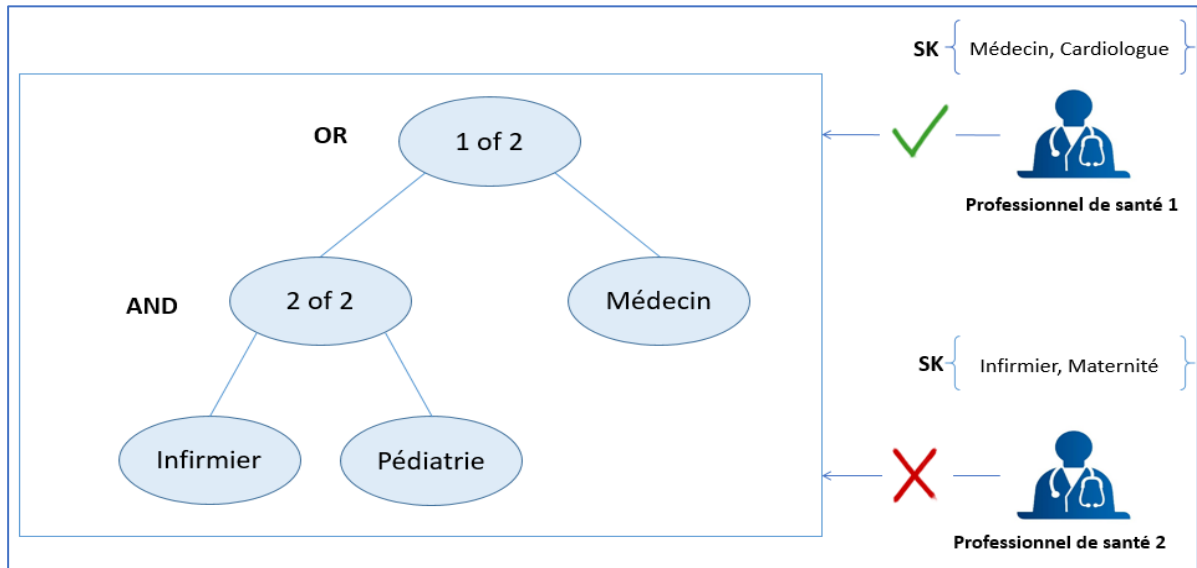 SK
Médecin, Cardiologue
OR
1 of 2
Professionnel de santé 1
AND
2 of 2
Médecin
SK
Infirmier, Maternité
Infirmier
Pédiatrie
Professionnel de santé 2